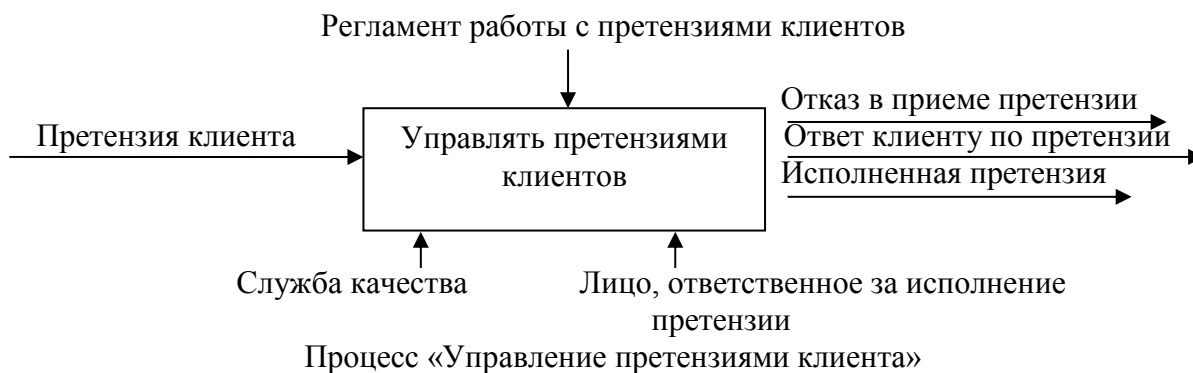 Регламент работы с претензиями клиентов
Отказ в приеме претензии
Претензия клиента
Управлять претензиями
клиентов
Ответ клиенту по претензии
Исполненная претензия
Служба качества
Лицо, ответственное за исполнение
претензии
Процесс «Управление претензиями клиента»